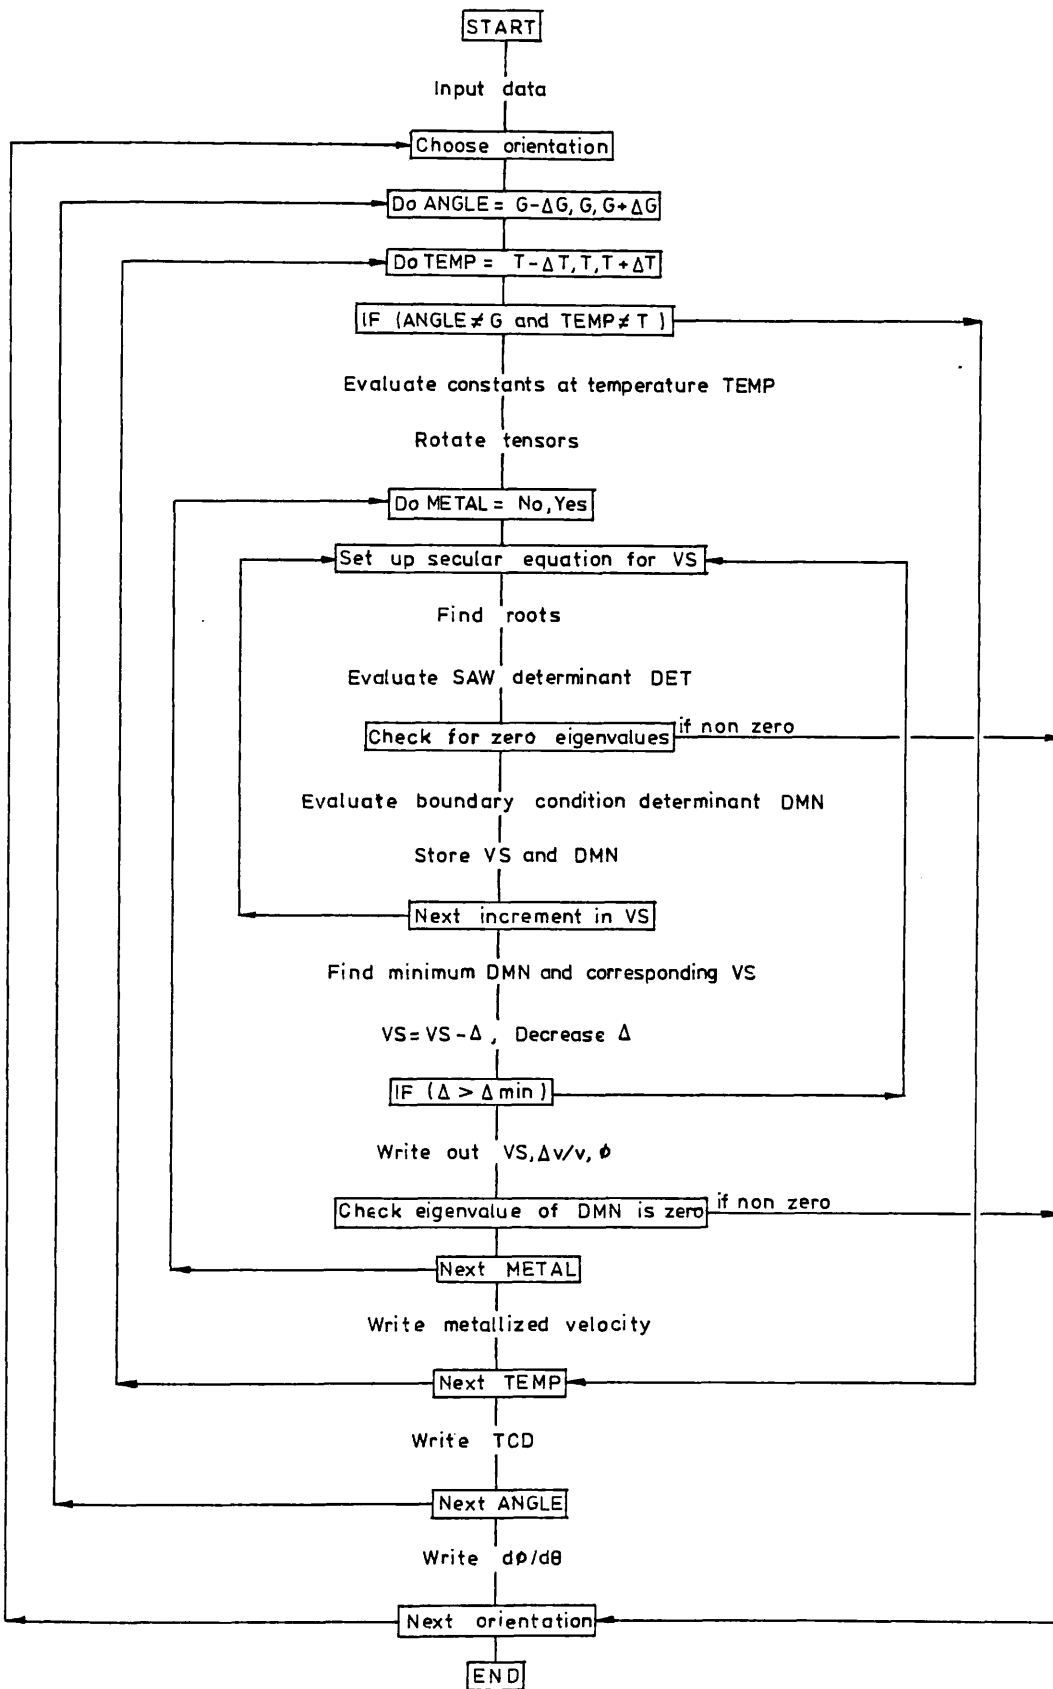 START
Input data
Choose orientation
Do ANGLE = G-ΔG, G, G+ΔG
Do TEMP = T-ΔT, T, T+ΔT
IF (ANGLE≠G and TEMP≠T)
Evaluate constants at temperature TEMP
Rotate tensors
Do METAL = No, Yes
Set up secular equation for VS
Find roots
Evaluate SAW determinant DET
Check for zero eigenvalues
if non zero
Evaluate boundary condition determinant DMN
Store VS and DMN
Next increment in VS
Find minimum DMN and corresponding VS
VS=VS-Δ, Decrease Δ
IF (Δ > Δ min)
Write out VS, Δv/v, ϕ
Check eigenvalue of DMN is zero
if non zero
Next METAL
Write metallized velocity
Next TEMP
Write TCD
Next ANGLE
Write dϕ/dθ
Next orientation
END